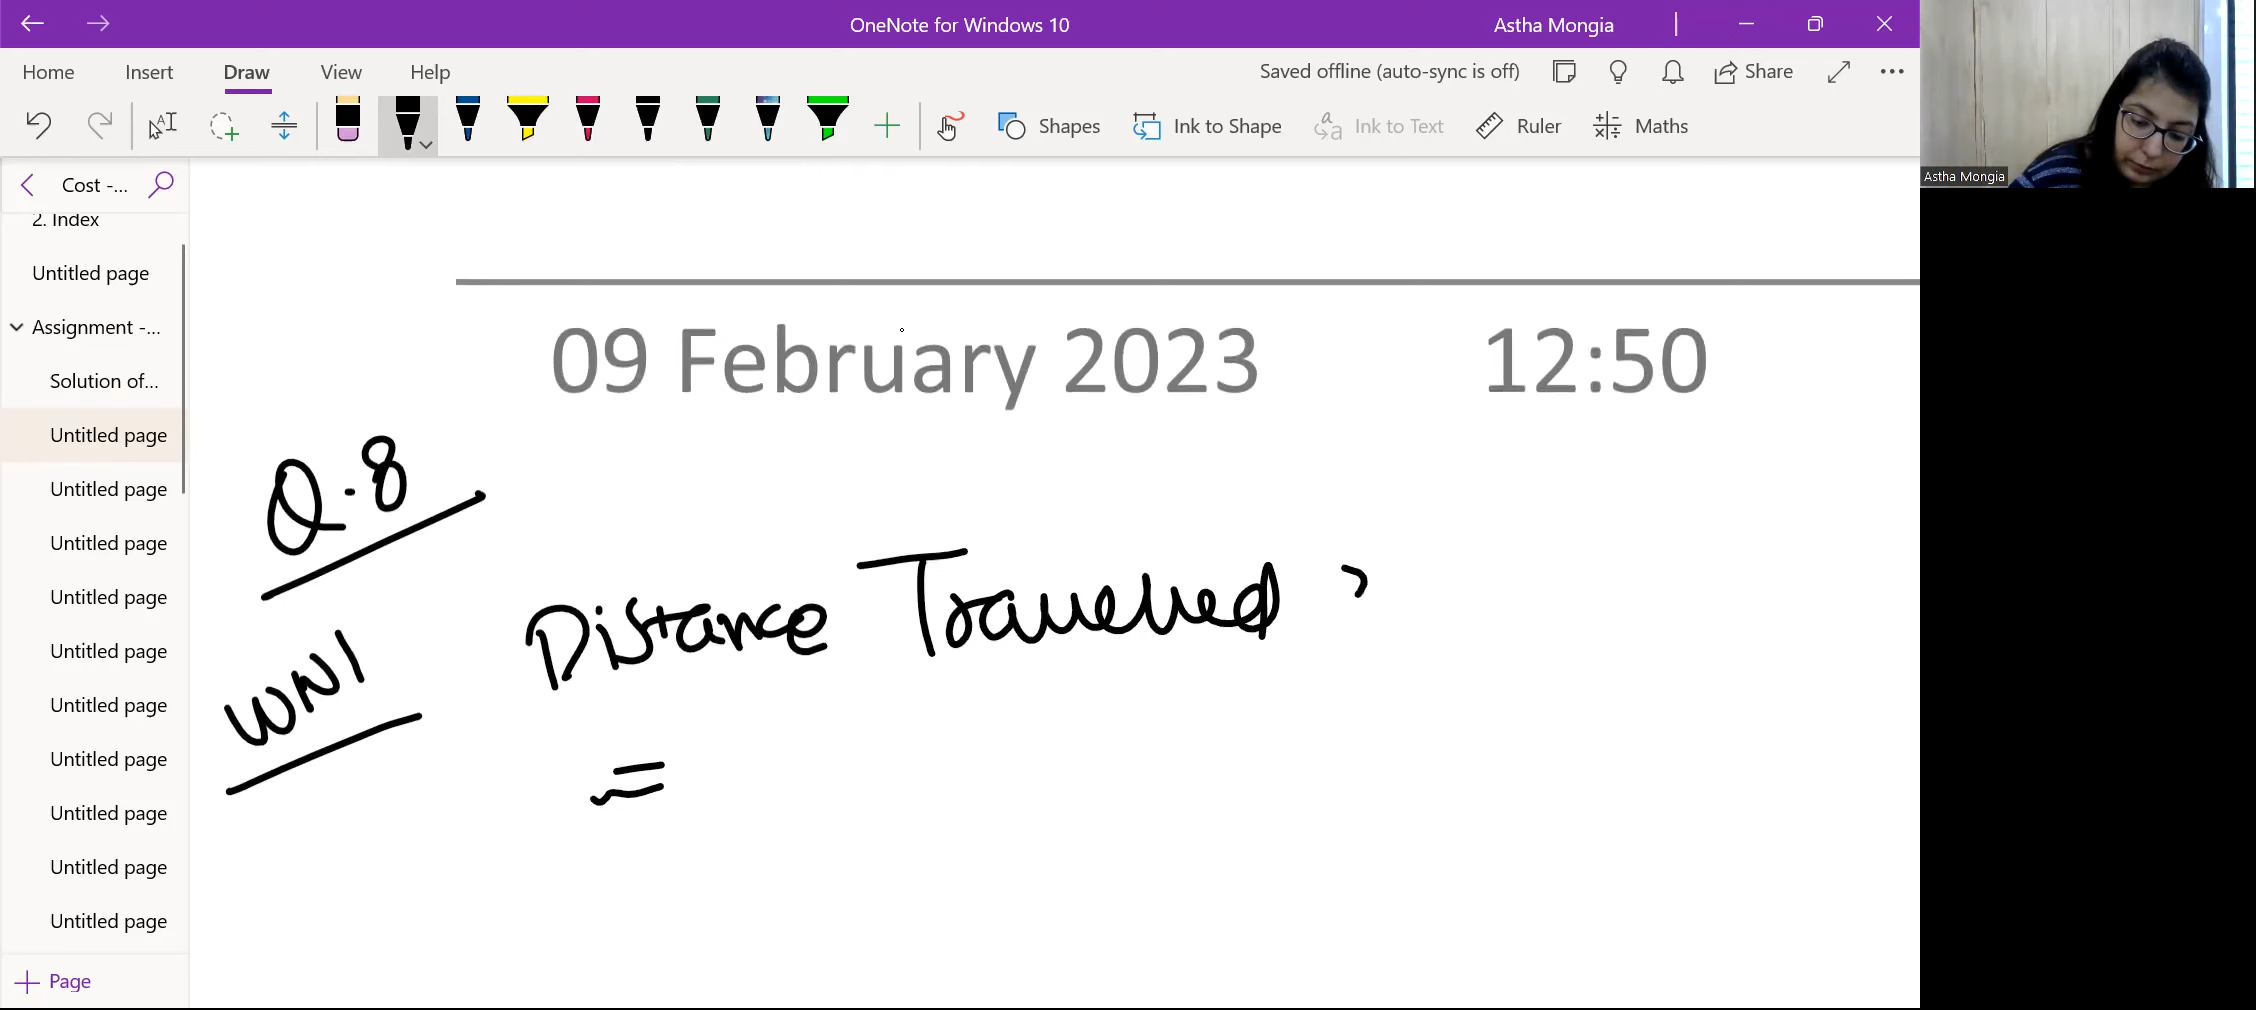 OneNote for Windows 10
Astha Mongia
Home Insert Draw View Help
Saved offline (auto-sync is off)
Share
Shapes
Ink to Shape
Ink to Text
Ruler
Maths
Cost -...
2. Index
Untitled page
Assignment -...
Solution of...
Untitled page
Untitled page
Untitled page
Untitled page
Untitled page
Untitled page
Untitled page
Untitled page
Untitled page
Untitled page
Page
09 February 2023 12:50
Q.8
WN1 Distance Travelled
=
Astha Mongia